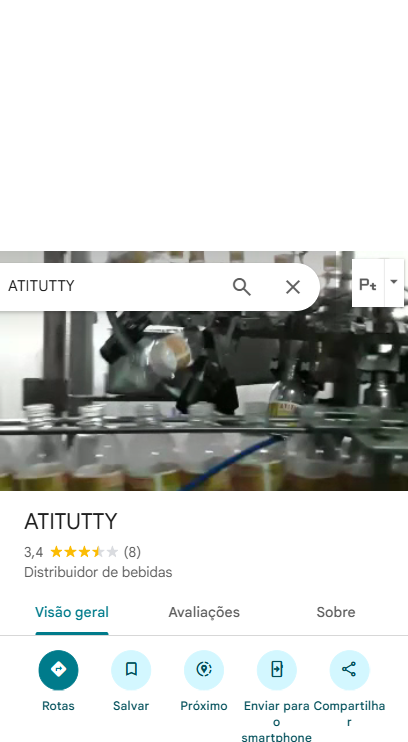 ATITUTTY
Pt
ATITUTTY
3,4 (8)
Distribuidor de bebidas
Visão geral Avaliações Sobre
Rotas Salvar Próximo Enviar para o smartphone Compartilhar